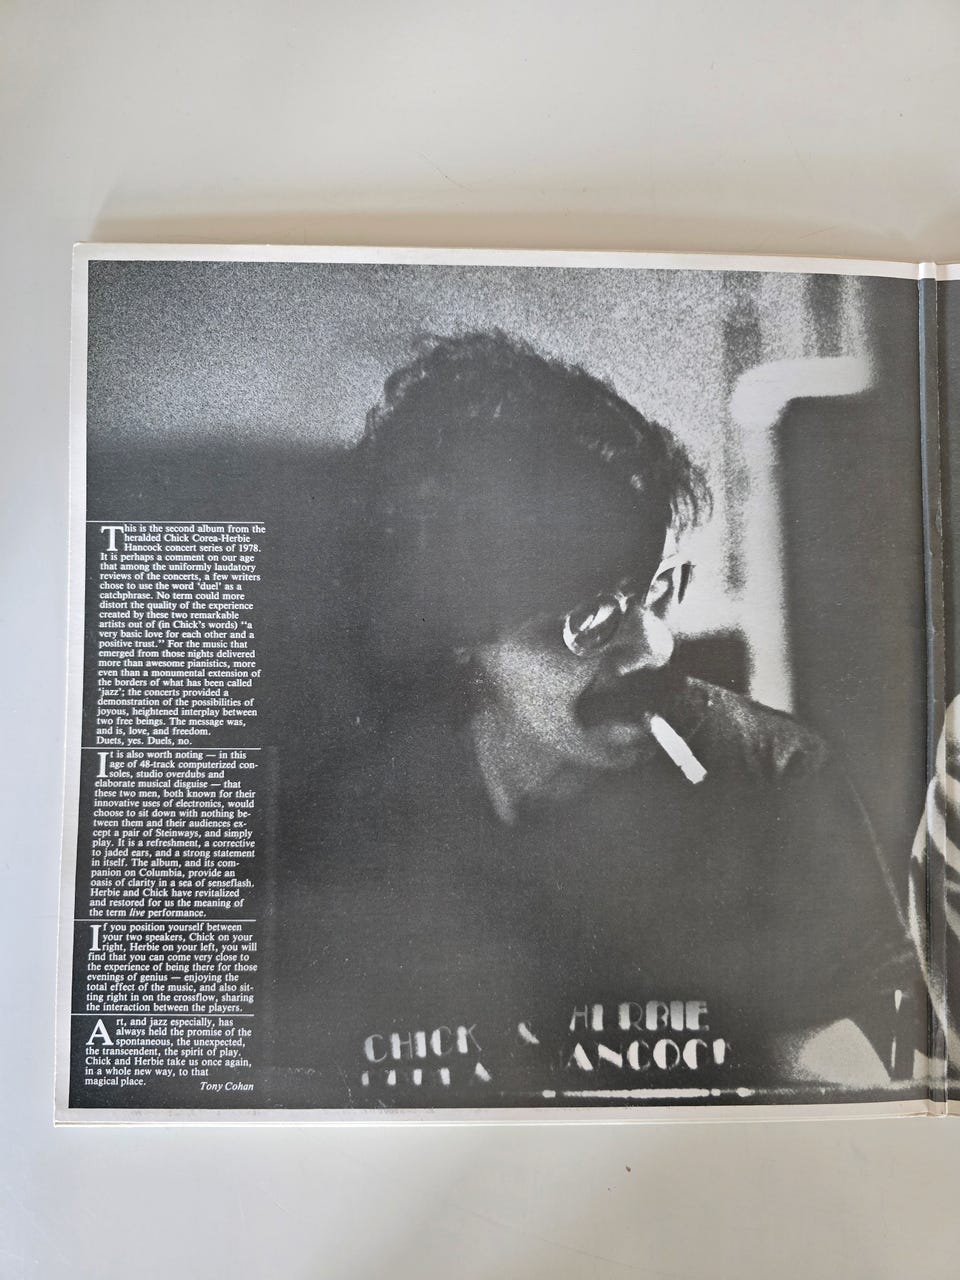 This is the second album from the
heralded Chick Corea-Herbie
Hancock concert series of 1978.
It is perhaps a comment on our age
that among the uniformly laudatory
reviews of the concerts, a few writers
chose to use the word 'duel' as a
catchphrase. No term could more
distort the quality of the experience
created by these two remarkable
artists out of (in Chick's words) "a
very basic love for each other and a
positive trust." For the music that
emerged from those nights delivered
more than awesome pianistics, more
even than a monumental extension of
the borders of what has been called
'jazz'; the concerts provided a
demonstration of the possibilities of
joyous, heightened interplay between
two free beings. The message was,
and is, love, and freedom.
Duets, yes. Duels, no.
It is also worth noting — in this
age of 48-track computerized con-
soles, studio overdubs and
elaborate musical disguise — that
these two men, both known for their
innovative uses of electronics, would
choose to sit down with nothing be-
tween them and their audiences ex-
cept a pair of Steinways, and simply
play. It is a refreshment, a corrective
to jaded ears, and a strong statement
in itself. The album, and its com-
panion on Columbia, provide an
oasis of clarity in a sea of senseflash.
Herbie and Chick have revitalized
and restored for us the meaning of
the term live performance.
If you position yourself between
your two speakers, Chick on your
right, Herbie on your left, you will
find that you can come very close to
the experience of being there for those
evenings of genius — enjoying the
total effect of the music, and also sit-
ting right in on the crossflow, sharing
the interaction between the players.
Art, and jazz especially, has
always held the promise of the
spontaneous, the unexpected,
the transcendent, the spirit of play.
Chick and Herbie take us once again,
in a whole new way, to that
magical place.
Tony Cohan
CHICK & HERBIE
HANCOCK